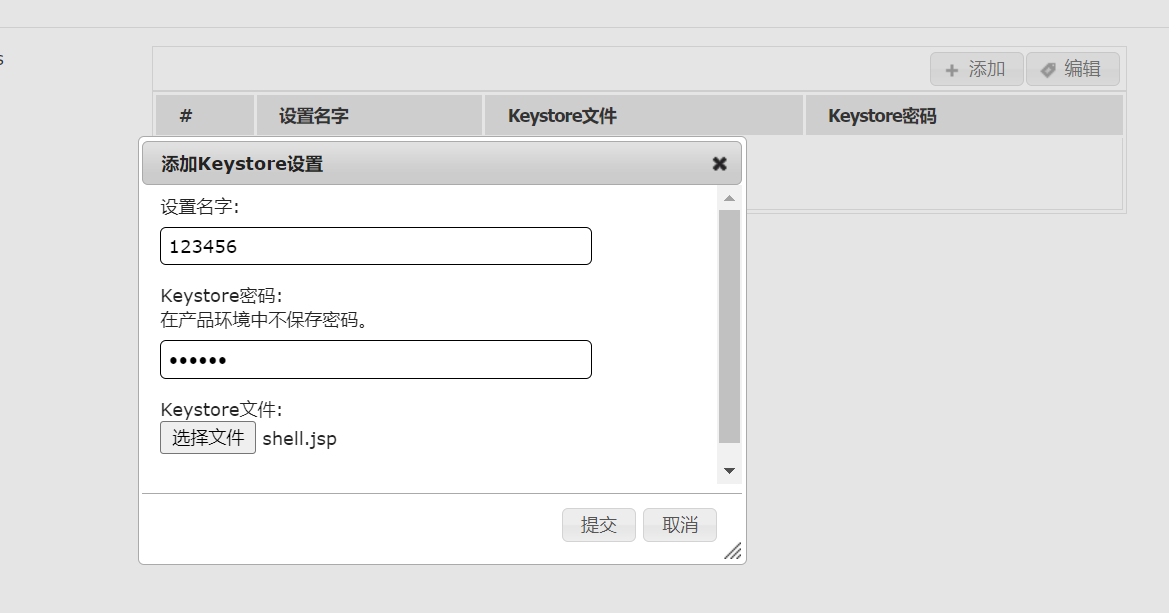 s
添加 编辑
# 设置名字 Keystore文件 Keystore密码
添加Keystore设置
设置名字:
123456
Keystore密码:
在产品环境中不保存密码。
••••••
Keystore文件:
选择文件 shell.jsp
提交 取消